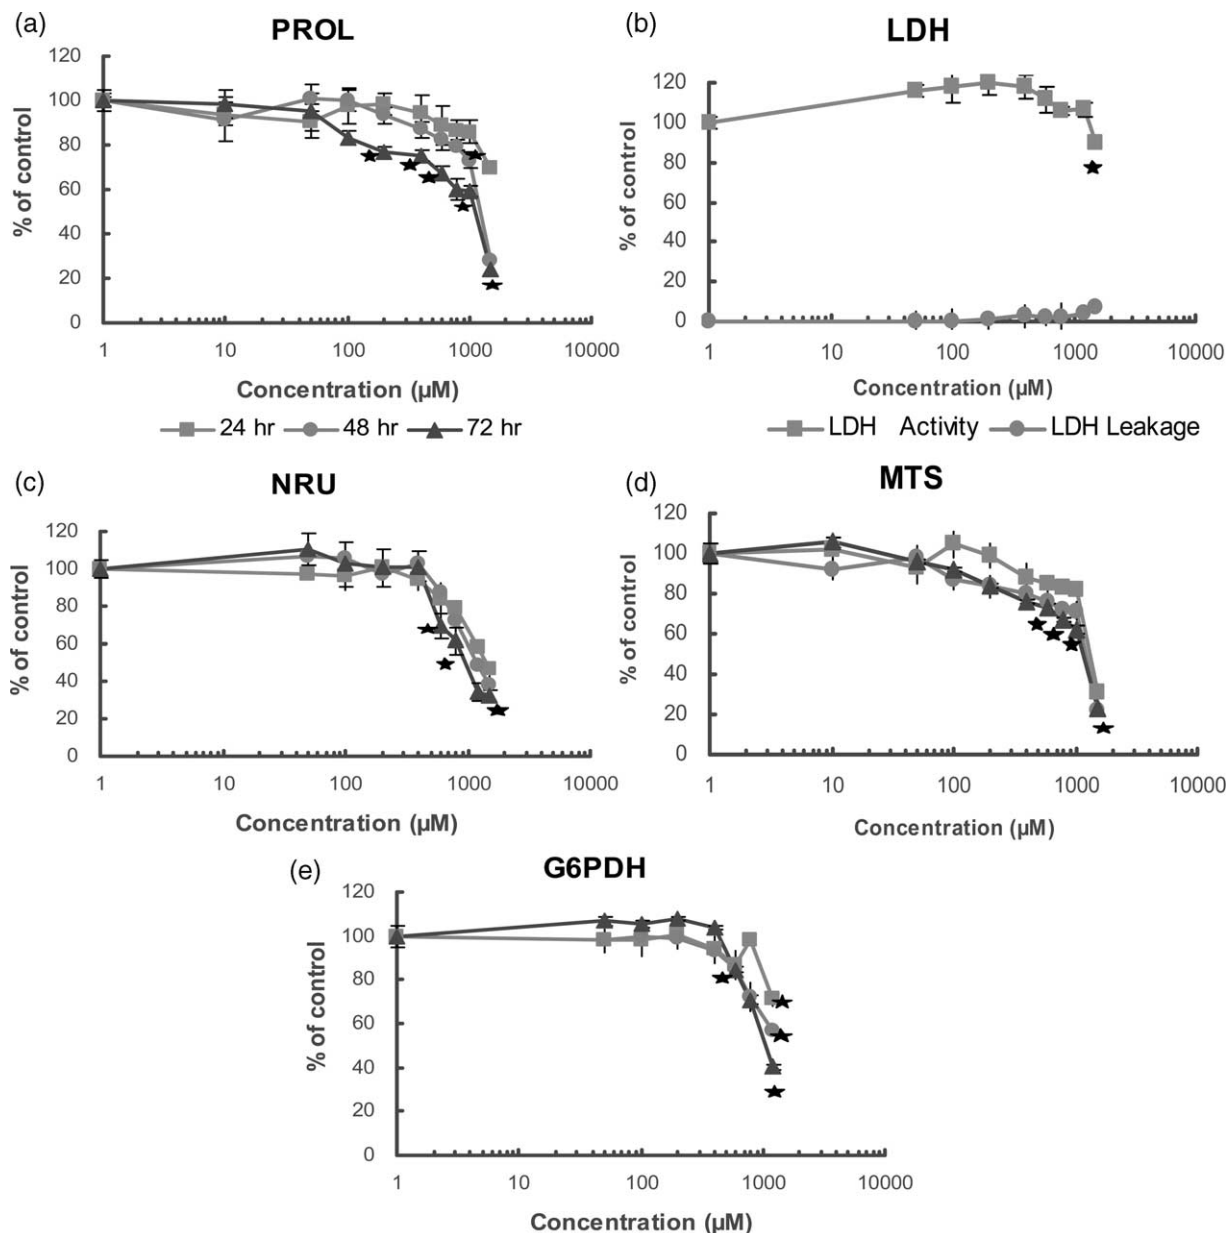 (a)
PROL
120
100
80
60
40
20
0
% of control
1 10 100 1000 10000
Concentration (µM)
24 hr 48 hr 72 hr
(b)
LDH
120
100
80
60
40
20
0
% of control
1 10 100 1000 10000
Concentration (µM)
LDH Activity LDH Leakage
(c)
NRU
120
100
80
60
40
20
0
% of control
1 10 100 1000 10000
Concentration (µM)
(d)
MTS
120
100
80
60
40
20
0
% of control
1 10 100 1000 10000
Concentration (µM)
(e)
G6PDH
120
100
80
60
40
20
0
% of control
1 10 100 1000 10000
Concentration (µM)